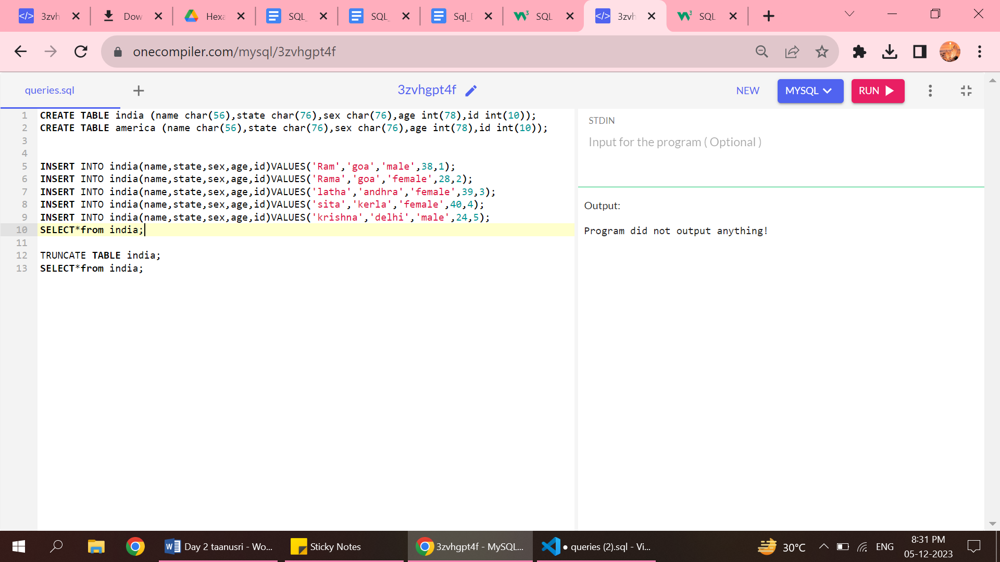 3zvh
Dow
Hexa
SQL_
SQL_
Sql_D
SQL
3zvh
SQL
onecompiler.com/mysql/3zvhgpt4f
queries.sql
3zvhgpt4f
NEW
MYSQL
RUN
1 CREATE TABLE india (name char(56),state char(76),sex char(76),age int(78),id int(10));
2 CREATE TABLE america (name char(56),state char(76),sex char(76),age int(78),id int(10));
3
4
5 INSERT INTO india(name,state,sex,age,id)VALUES('Ram','goa','male',38,1);
6 INSERT INTO india(name,state,sex,age,id)VALUES('Rama','goa','female',28,2);
7 INSERT INTO india(name,state,sex,age,id)VALUES('latha','andhra','female',39,3);
8 INSERT INTO india(name,state,sex,age,id)VALUES('sita','kerla','female',40,4);
9 INSERT INTO india(name,state,sex,age,id)VALUES('krishna','delhi','male',24,5);
10 SELECT*from india;
11
12 TRUNCATE TABLE india;
13 SELECT*from india;
STDIN
Input for the program ( Optional )
Output:
Program did not output anything!
Day 2 taanusri - Wo...
Sticky Notes
3zvhgpt4f - MySQL...
● queries (2).sql - Vi...
30°C
ENG
8:31 PM
05-12-2023